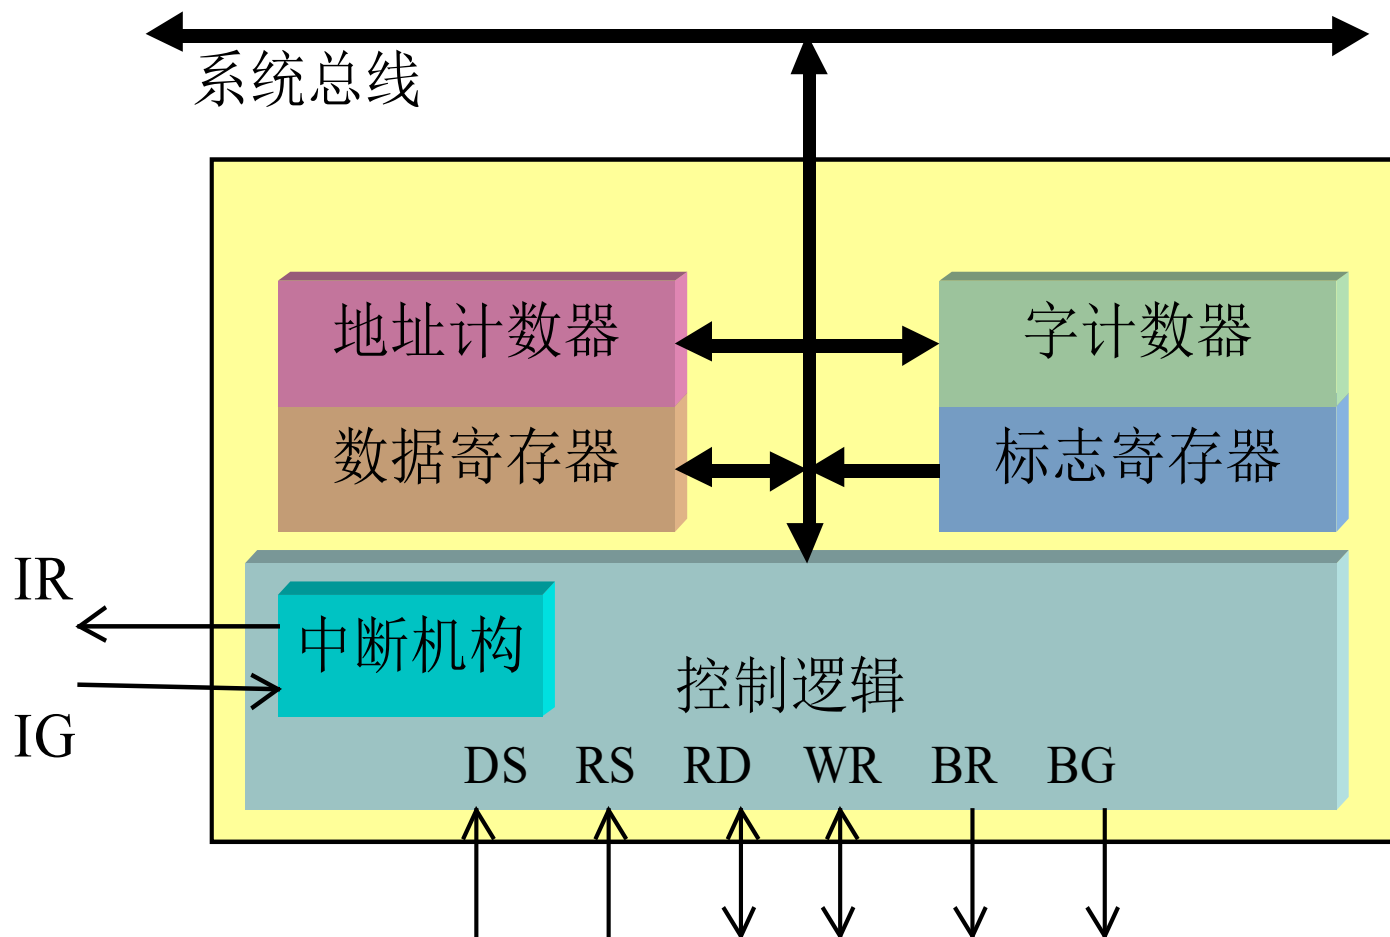 系统总线
地址计数器
字计数器
数据寄存器
标志寄存器
IR
中断机构
控制逻辑
IG
DS RS RD WR BR BG